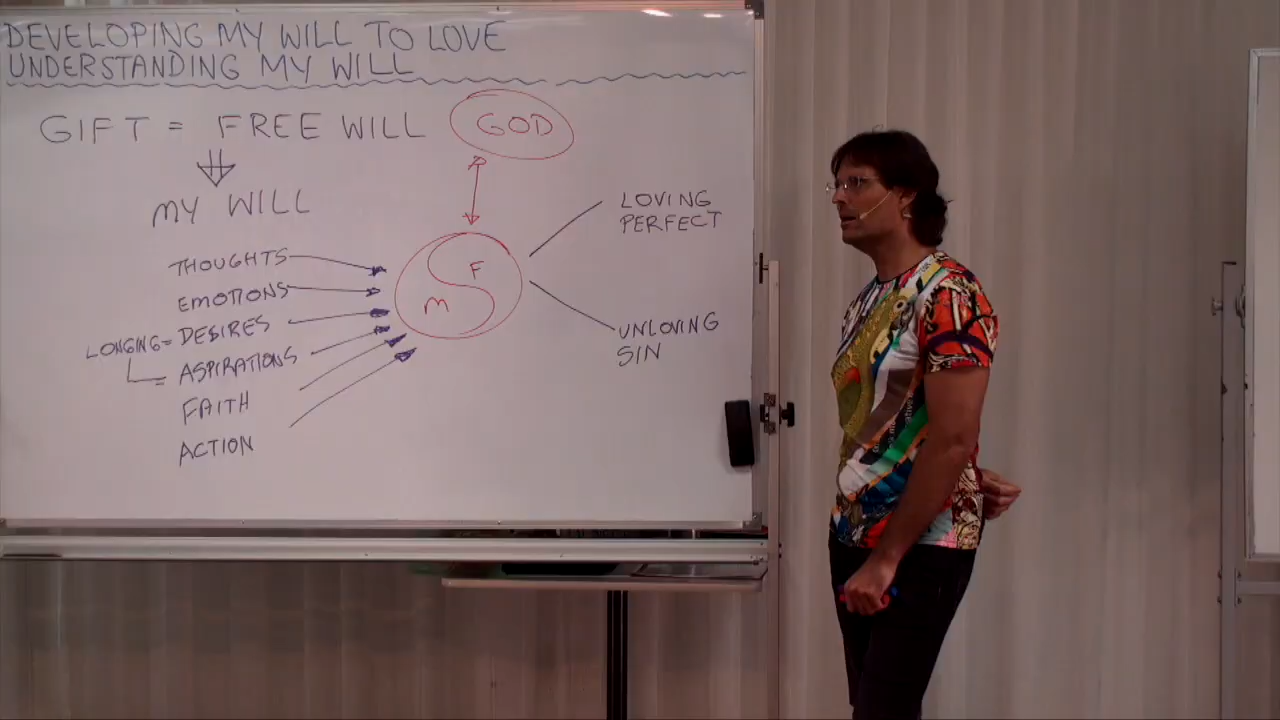 DEVELOPING MY WILL TO LOVE
UNDERSTANDING MY WILL
GIFT = FREE WILL
GOD
MY WILL
LOVING
PERFECT
THOUGHTS
EMOTIONS
LONGING = DESIRES
= ASPIRATIONS
FAITH
ACTION
F
M
UNLOVING
SIN